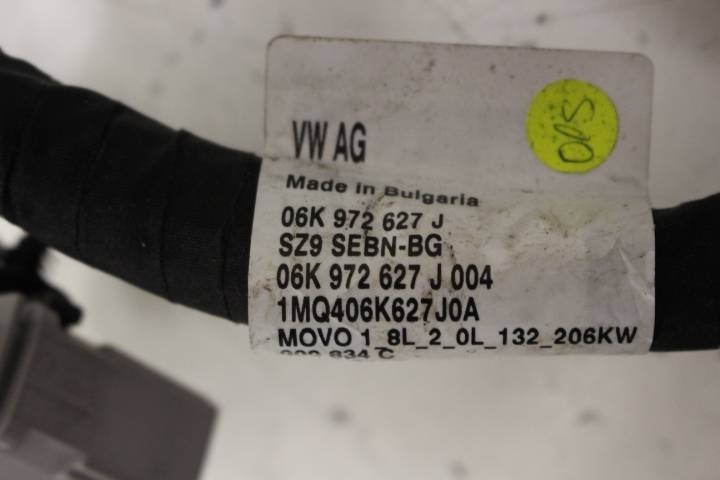 VW AG
Made in Bulgaria
06K 972 627 J
SZ9 SEBN-BG
06K 972 627 J 004
1MQ406K627J0A
MOVO 1_8L_2_0L_132_206KW